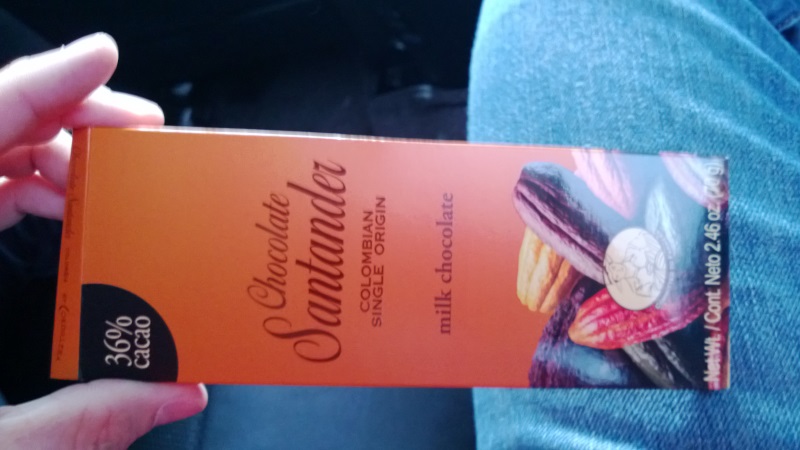 36%
cacao
Chocolate
Santander
COLOMBIAN
SINGLE ORIGIN
milk chocolate
Net Wt. / Cont. Neto 2.46 oz.